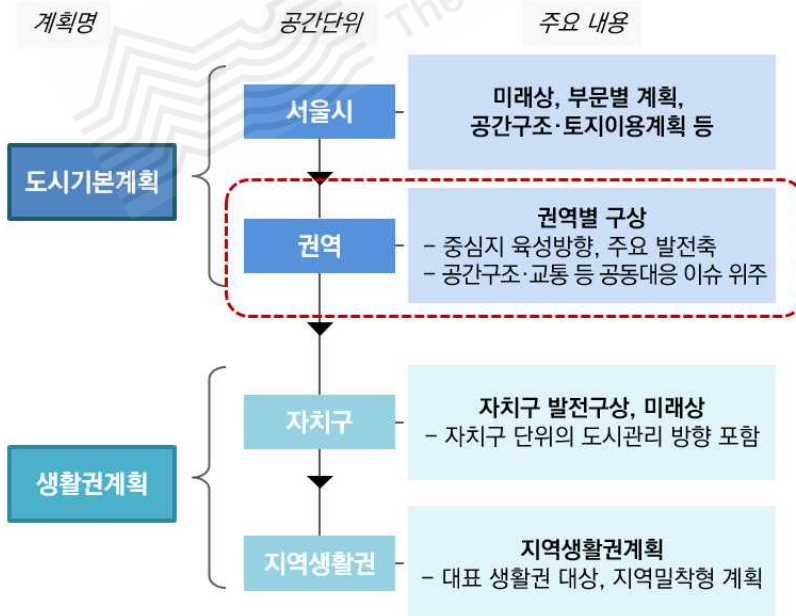 계획명
공간단위
주요 내용
The
도시기본계획
서울시
미래상, 부문별 계획,
공간구조·토지이용계획 등
권역
권역별 구상
– 중심지 육성방향, 주요 발전축
– 공간구조·교통 등 공동대응 이슈 위주
생활권계획
자치구
자치구 발전구상, 미래상
– 자치구 단위의 도시관리 방향 포함
지역생활권
지역생활권계획
– 대표 생활권 대상, 지역밀착형 계획